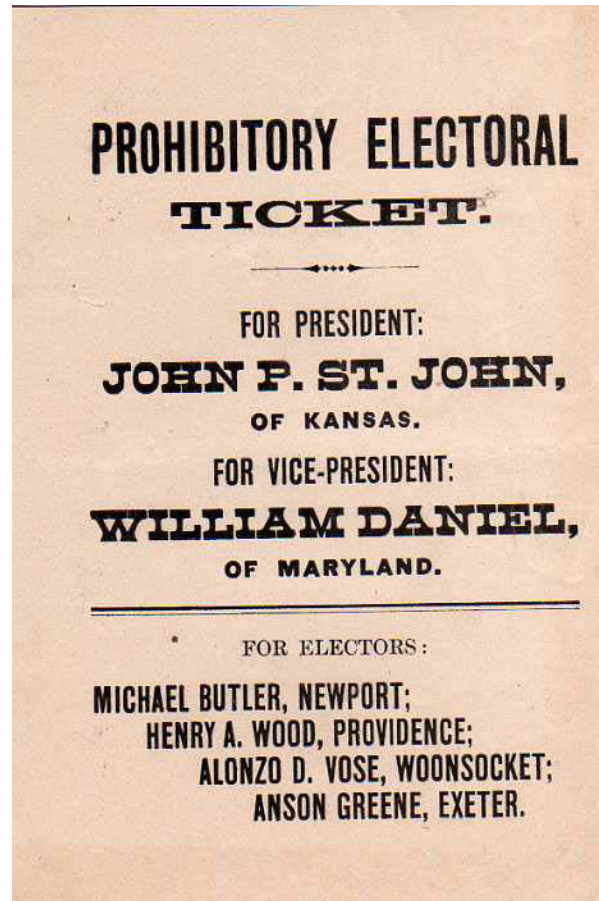 PROHIBITORY ELECTORAL
TICKET.
FOR PRESIDENT:
JOHN P. ST. JOHN,
OF KANSAS.
FOR VICE-PRESIDENT:
WILLIAM DANIEL,
OF MARYLAND.
FOR ELECTORS:
MICHAEL BUTLER, NEWPORT;
HENRY A. WOOD, PROVIDENCE;
ALONZO D. VOSE, WOONSOCKET;
ANSON GREENE, EXETER.